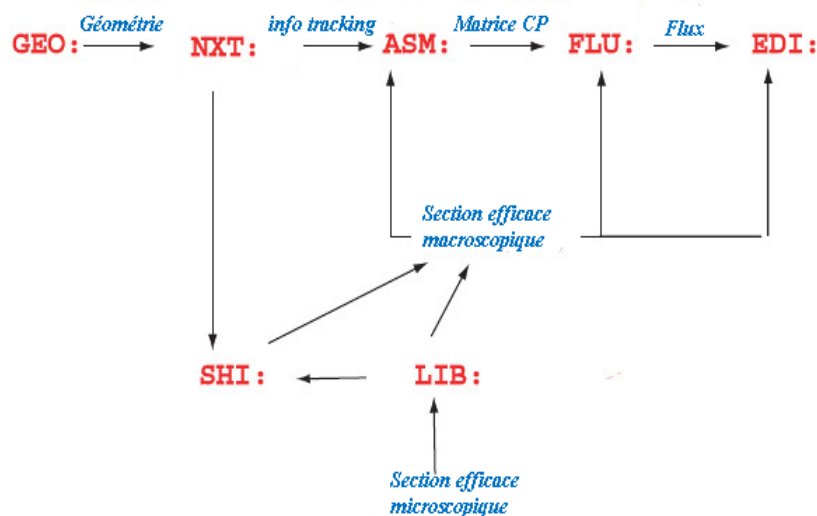 GEO: Géométrie NXT: info tracking ASM: Matrice CP FLU: Flux EDI:
Section efficace
macroscopique
SHI: LIB:
Section efficace
microscopique